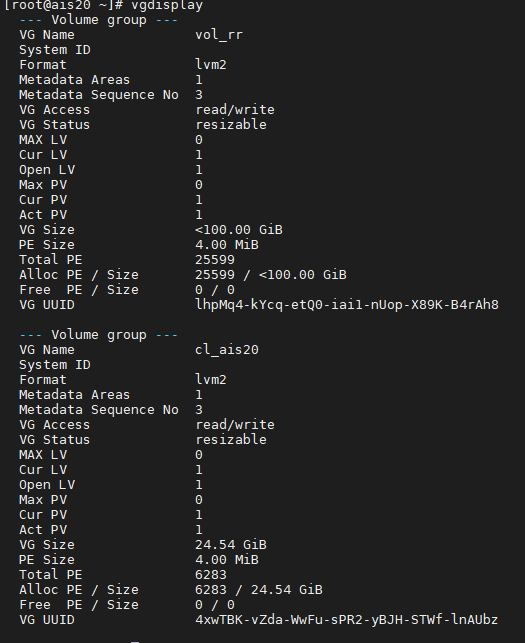 [root@ais20 ~]# vgdisplay
--- Volume group ---
VG Name vol_rr
System ID
Format lvm2
Metadata Areas 1
Metadata Sequence No 3
VG Access read/write
VG Status resizable
MAX LV 0
Cur LV 1
Open LV 1
Max PV 0
Cur PV 1
Act PV 1
VG Size <100.00 GiB
PE Size 4.00 MiB
Total PE 25599
Alloc PE / Size 25599 / <100.00 GiB
Free PE / Size 0 / 0
VG UUID lhpMq4-kYcq-etQ0-iai1-nUop-X89K-B4rAh8
--- Volume group ---
VG Name cl_ais20
System ID
Format lvm2
Metadata Areas 1
Metadata Sequence No 3
VG Access read/write
VG Status resizable
MAX LV 0
Cur LV 1
Open LV 1
Max PV 0
Cur PV 1
Act PV 1
VG Size 24.54 GiB
PE Size 4.00 MiB
Total PE 6283
Alloc PE / Size 6283 / 24.54 GiB
Free PE / Size 0 / 0
VG UUID 4xwTBK-vZda-WwFu-sPR2-yBJH-STWf-lnAUbz